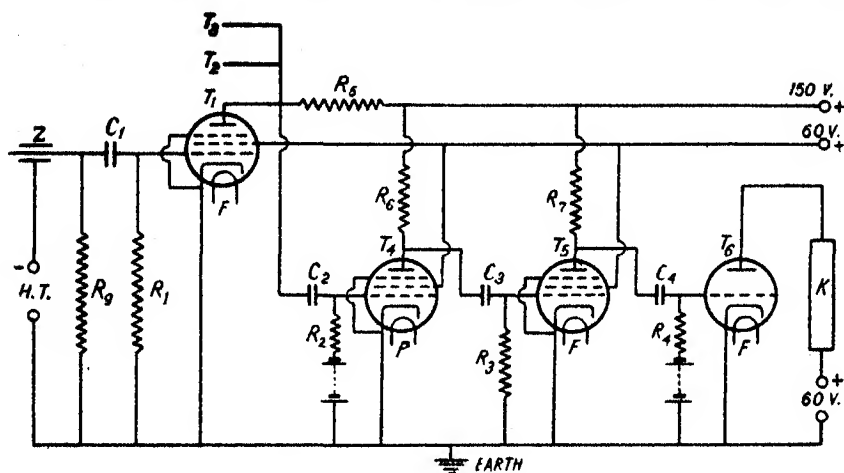 T3
T2
T1
R5
150 V. +
60 V. +
Z
C1
F
R6
R7
T4
T5
T6
- H.T.
R9
R1
C2
C3
C4
K
R2
P
R3
F
R4
F
+
60 V.
EARTH